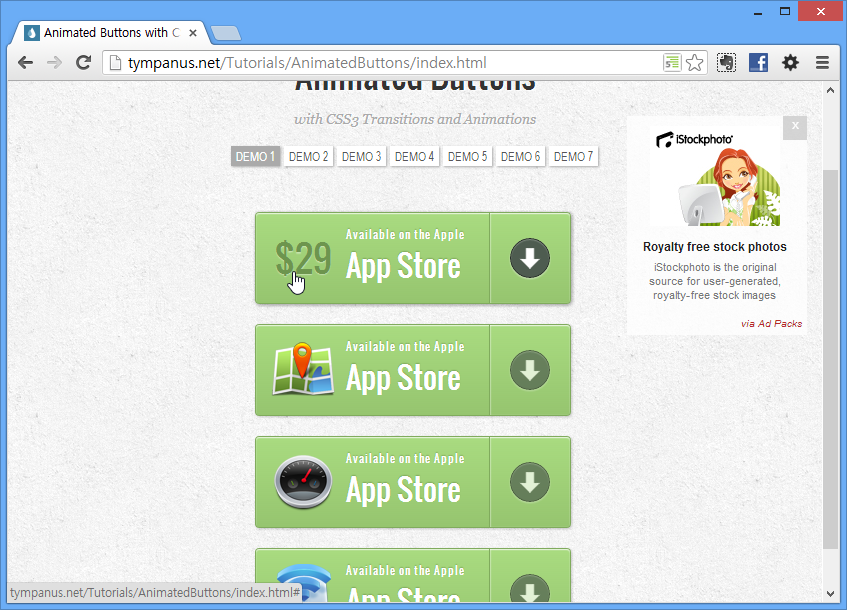 Animated Buttons with C
tympanus.net/Tutorials/AnimatedButtons/index.html
Animated Buttons
with CSS3 Transitions and Animations
DEMO 1
DEMO 2
DEMO 3
DEMO 4
DEMO 5
DEMO 6
DEMO 7
x
iStockphoto
Royalty free stock photos
iStockphoto is the original
source for user-generated,
royalty-free stock images
via Ad Packs
$29
Available on the Apple
App Store
Available on the Apple
App Store
Available on the Apple
App Store
Available on the Apple
App Store
tympanus.net/Tutorials/AnimatedButtons/index.html#